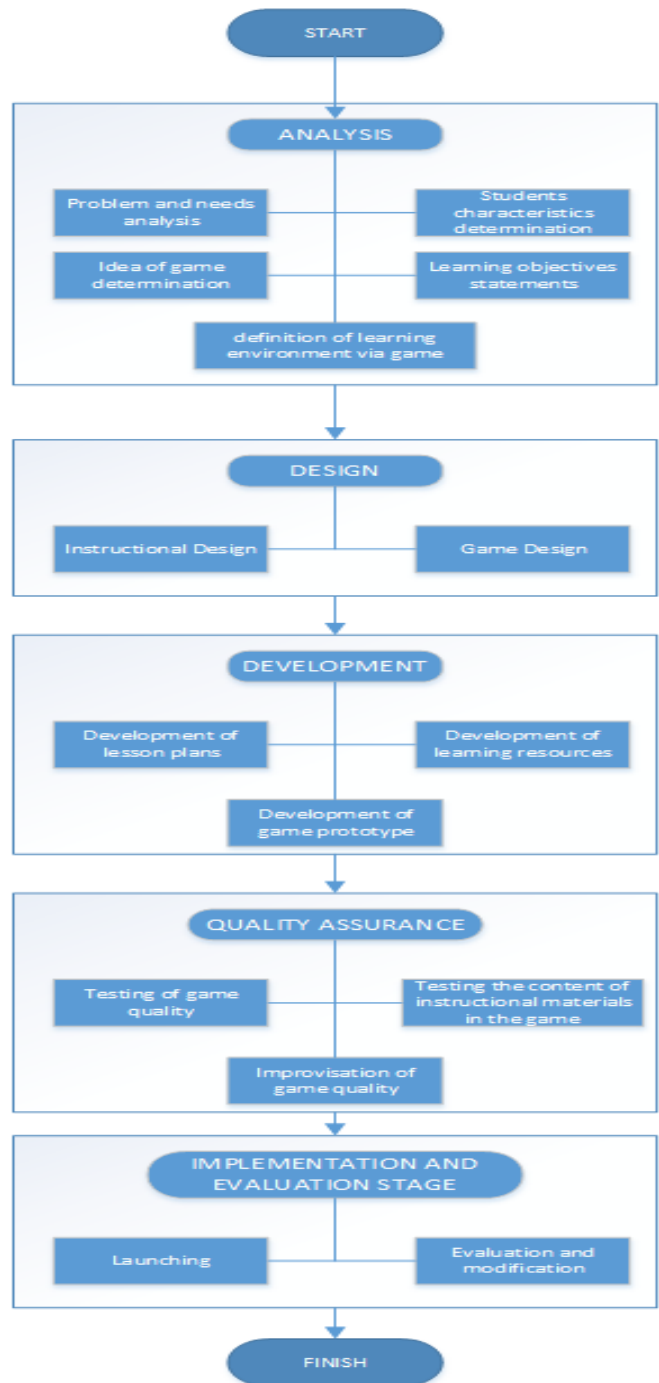 START
ANALYSIS
Problem and needs
analysis
Students
characteristics
determination
Idea of game
determination
Learning objectives
statements
definition of learning
environment via game
DESIGN
Instructional Design
Game Design
DEVELOPMENT
Development of
lesson plans
Development of
learning resources
Development of
game prototype
QUALITY ASSURANCE
Testing of game
quality
Testing the content of
instructional materials
in the game
Improvisation of
game quality
IMPLEMENTATION AND
EVALUATION STAGE
Launching
Evaluation and
modification
FINISH